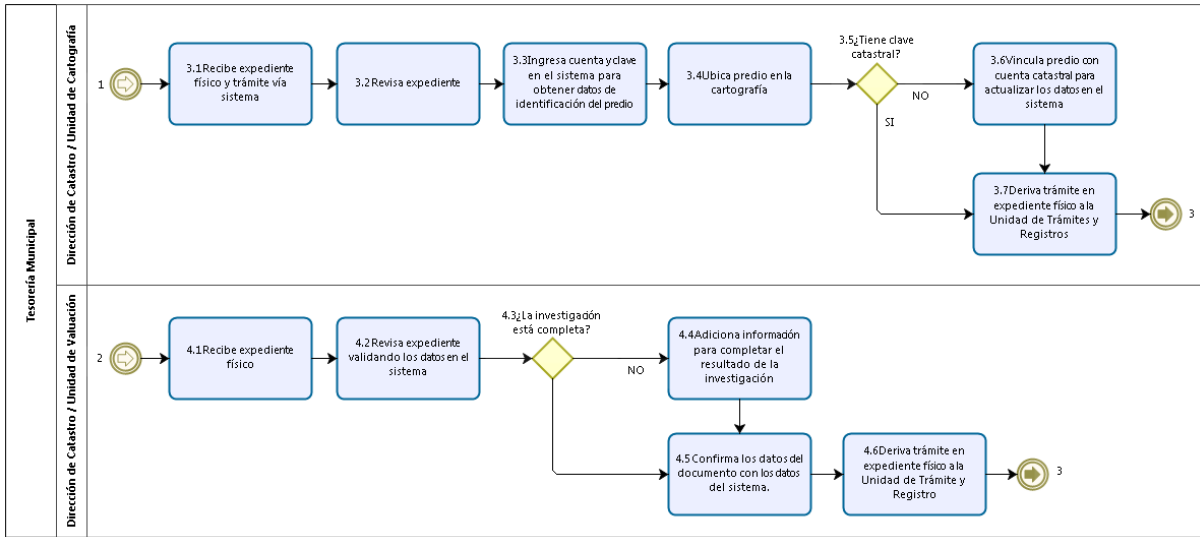 Tesorería Municipal
Dirección de Catastro / Unidad de Cartografía
1
3.1Recibe expediente
físico y trámite vía
sistema
3.2Revisa expediente
3.3Ingresa cuenta y clave
en el sistema para
obtener datos de
identificación del predio
3.4Ubica predio en la
cartografía
3.5¿Tiene clave
catastral?
NO
SI
3.6Vincula predio con
cuenta catastral para
actualizar los datos en el
sistema
3.7Deriva trámite en
expediente físico a la
Unidad de Trámites y
Registros
3
Dirección de Catastro / Unidad de Valuación
2
4.1Recibe expediente
físico
4.2Revisa expediente
validando los datos en el
sistema
4.3¿La investigación
está completa?
NO
4.4Adiciona información
para completar el
resultado de la
investigación
4.5Confirma los datos del
documento con los datos
del sistema.
4.6Deriva trámite en
expediente físico a la
Unidad de Trámite y
Registro
3